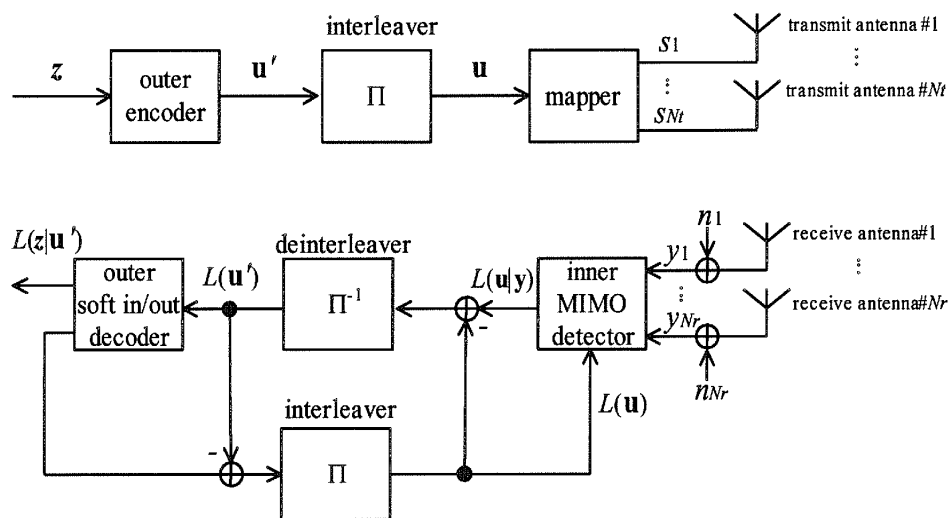 interleaver
transmit antenna #1
s1
z
outer
encoder
u'
Π
u
mapper
⋮
⋮
transmit antenna #Nt
sNt
L(z|u')
outer
soft in/out
decoder
L(u')
deinterleaver
Π-1
L(u|y)
-
inner
MIMO
detector
n1
y1
receive antenna#1
⋮
⋮
yNr
receive antenna#Nr
nNr
L(u)
interleaver
-
Π